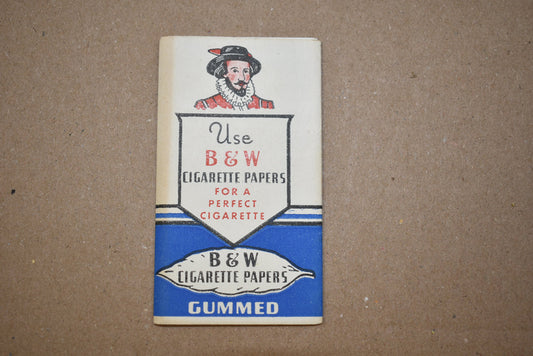 Use
B & W
CIGARETTE PAPERS
FOR A
PERFECT
CIGARETTE
B & W
CIGARETTE PAPERS
GUMMED